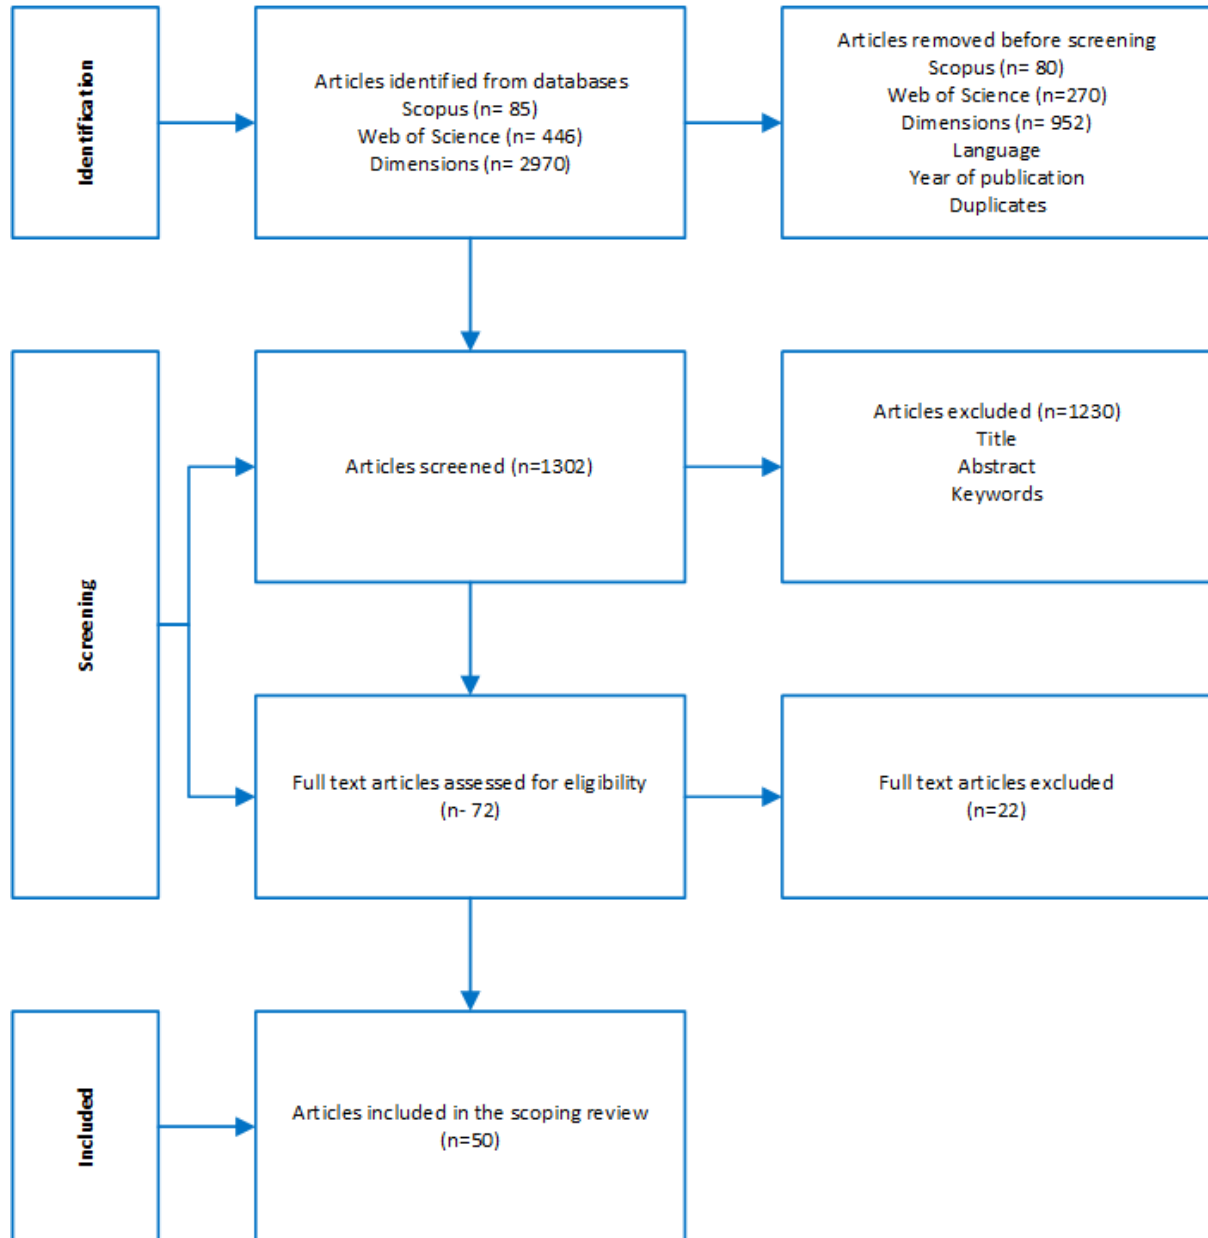 Identification
Articles identified from databases
Scopus (n= 85)
Web of Science (n= 446)
Dimensions (n= 2970)
Articles removed before screening
Scopus (n= 80)
Web of Science (n=270)
Dimensions (n= 952)
Language
Year of publication
Duplicates
Screening
Articles screened (n=1302)
Articles excluded (n=1230)
Title
Abstract
Keywords
Full text articles assessed for eligibility
(n- 72)
Full text articles excluded
(n=22)
Included
Articles included in the scoping review
(n=50)